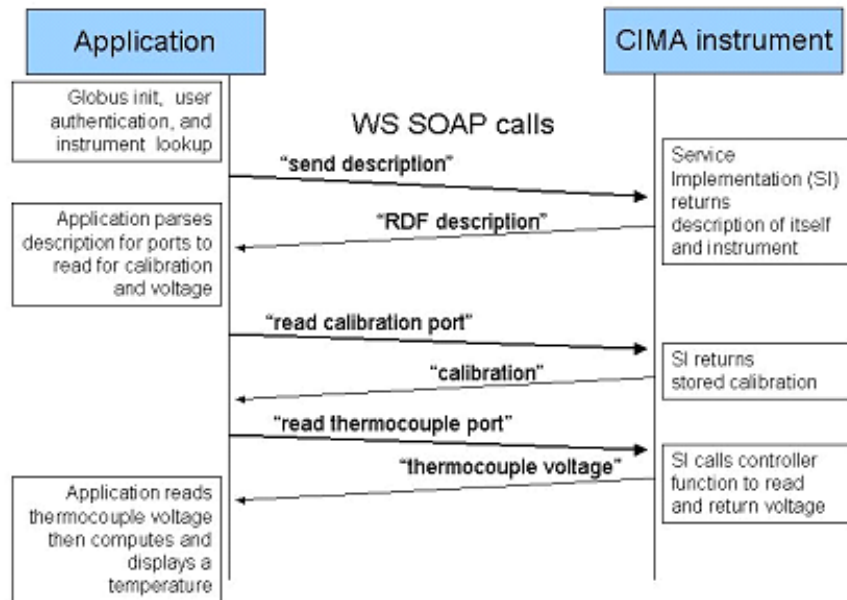 Application
CIMA instrument
Globus init, user
authentication, and
instrument lookup
WS SOAP calls
“send description”
Service
Implementation (SI)
returns
description of itself
and instrument
“RDF description”
Application parses
description for ports to
read for calibration
and voltage
“read calibration port”
SI returns
stored calibration
“calibration”
“read thermocouple port”
“thermocouple voltage”
SI calls controller
function to read
and return voltage
Application reads
thermocouple voltage
then computes and
displays a
temperature